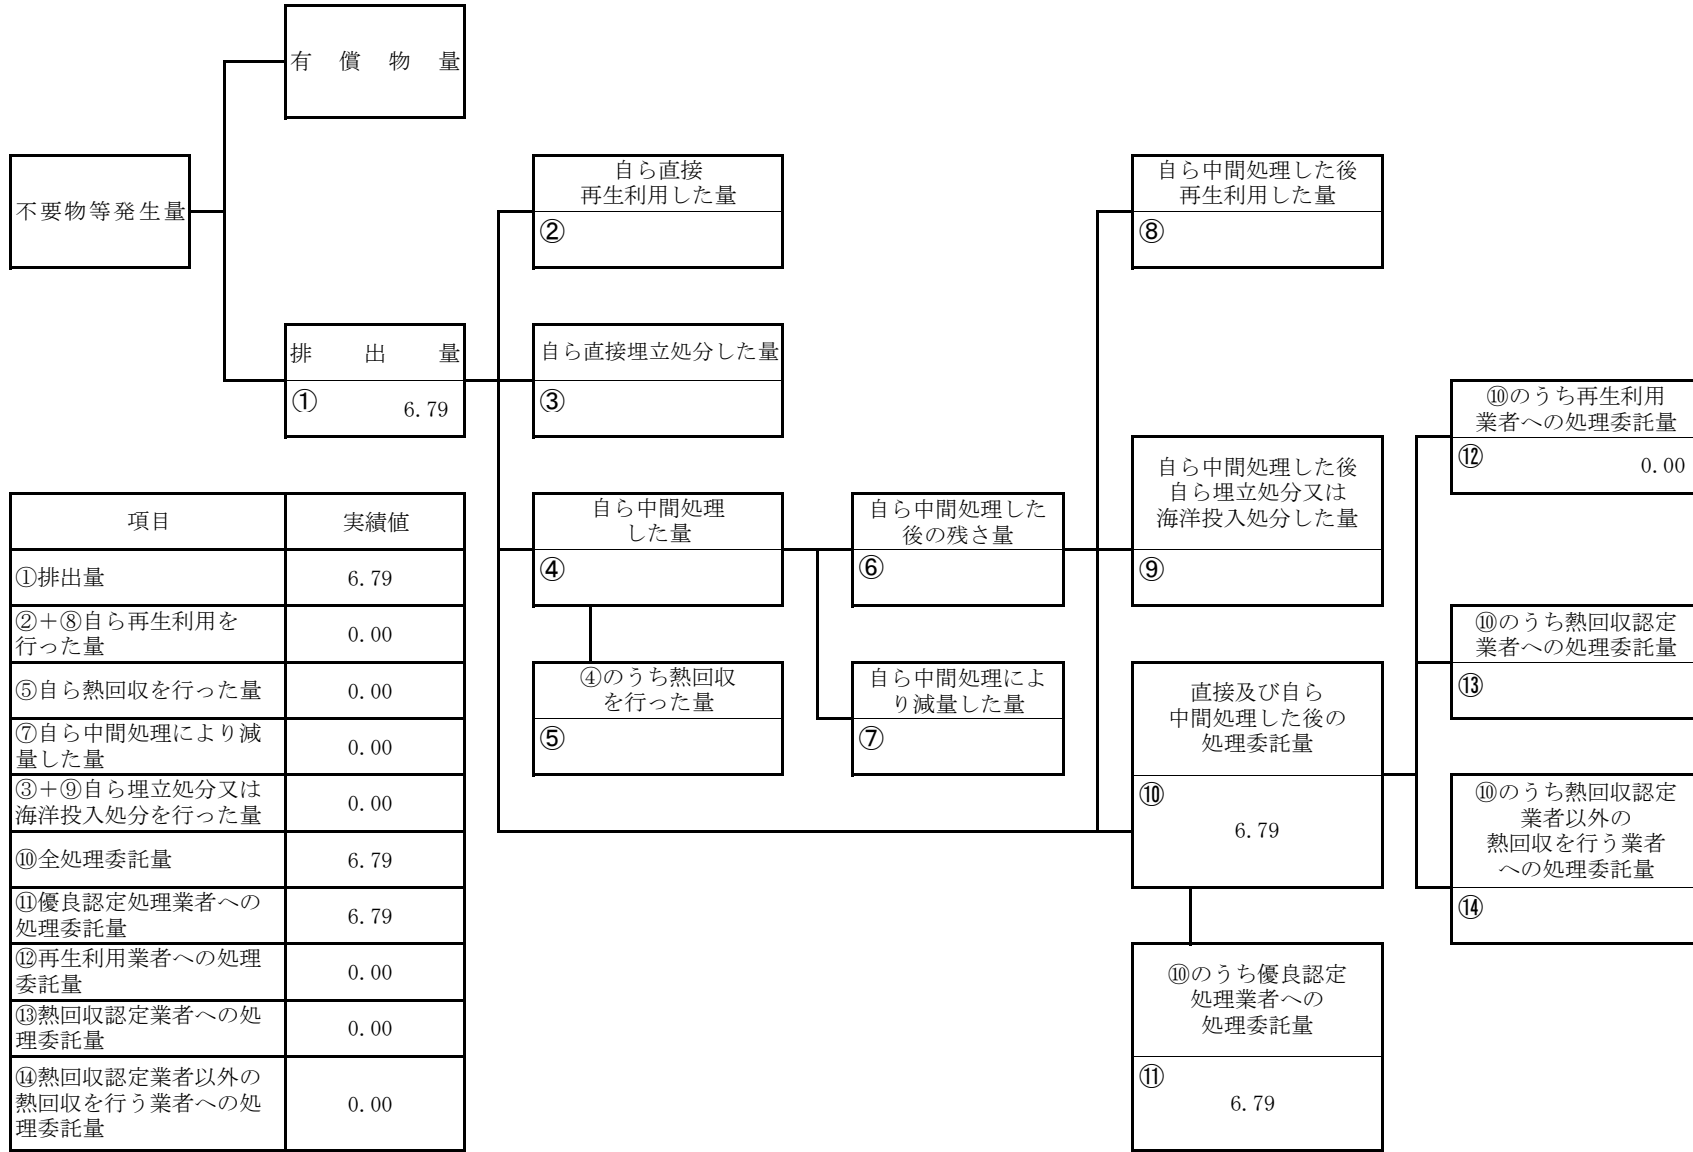 有償物量
不要物等発生量
排出量
① 6.79
自ら直接
再生利用した量
②
自ら直接埋立処分した量
③
自ら中間処理
した量
④
④のうち熱回収
を行った量
⑤
自ら中間処理した
後の残さ量
⑥
自ら中間処理によ
り減量した量
⑦
自ら中間処理した後
再生利用した量
⑧
自ら中間処理した後
自ら埋立処分又は
海洋投入処分した量
⑨
直接及び自ら
中間処理した後の
処理委託量
⑩
6.79
⑩のうち優良認定
処理業者への
処理委託量
⑪
6.79
⑩のうち再生利用
業者への処理委託量
⑫ 0.00
⑩のうち熱回収認定
業者への処理委託量
⑬
⑩のうち熱回収認定
業者以外の
熱回収を行う業者
への処理委託量
⑭
項目 実績値
①排出量 6.79
②+⑧自ら再生利用を
行った量 0.00
⑤自ら熱回収を行った量 0.00
⑦自ら中間処理により減
量した量 0.00
③+⑨自ら埋立処分又は
海洋投入処分を行った量 0.00
⑩全処理委託量 6.79
⑪優良認定処理業者への
処理委託量 6.79
⑫再生利用業者への処理
委託量 0.00
⑬熱回収認定業者への処
理委託量 0.00
⑭熱回収認定業者以外の
熱回収を行う業者への処
理委託量 0.00